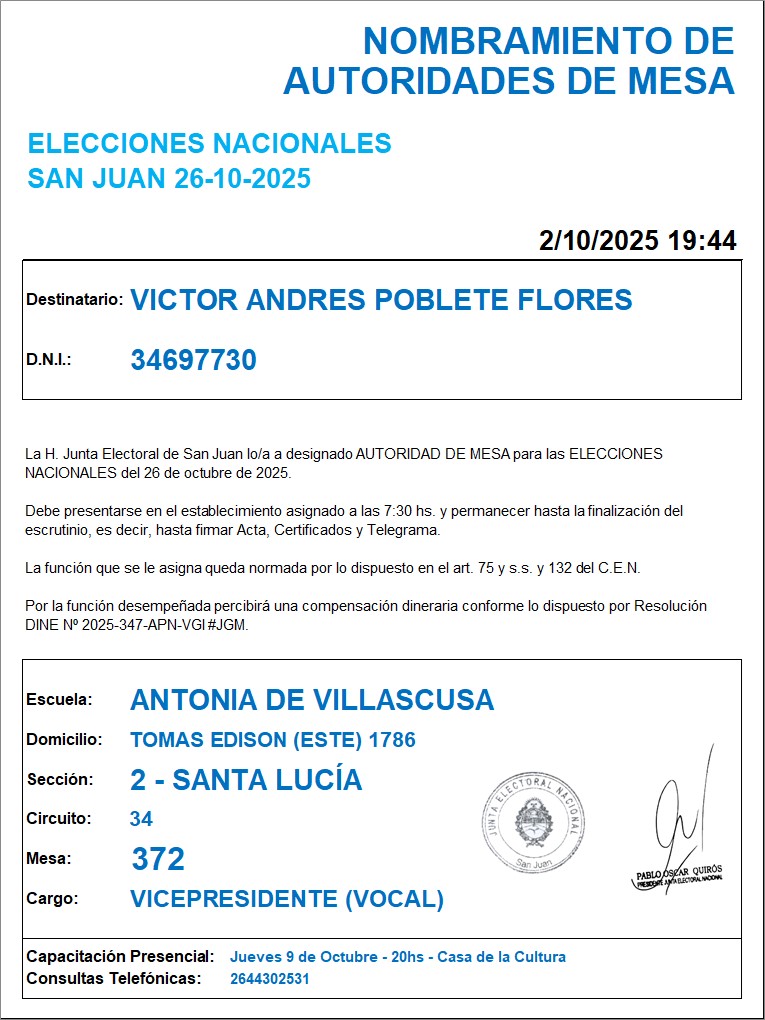 NOMBRAMIENTO DE
AUTORIDADES DE MESA
ELECCIONES NACIONALES
SAN JUAN 26-10-2025
2/10/2025 19:44
Destinatario: VICTOR ANDRES POBLETE FLORES
D.N.I.: 34697730
La H. Junta Electoral de San Juan lo/a a designado AUTORIDAD DE MESA para las ELECCIONES
NACIONALES del 26 de octubre de 2025.
Debe presentarse en el establecimiento asignado a las 7:30 hs. y permanecer hasta la finalización del
escrutinio, es decir, hasta firmar Acta, Certificados y Telegrama.
La función que se le asigna queda normada por lo dispuesto en el art. 75 y s.s. y 132 del C.E.N.
Por la función desempeñada percibirá una compensación dineraria conforme lo dispuesto por Resolución
DINE Nº 2025-347-APN-VGI#JGM.
Escuela: ANTONIA DE VILLASCUSA
Domicilio: TOMAS EDISON (ESTE) 1786
Sección: 2 - SANTA LUCÍA
Circuito: 34
Mesa: 372
Cargo: VICEPRESIDENTE (VOCAL)
JUNTA ELECTORAL NACIONAL
San Juan
PABLO OSCAR QUIRÓS
PRESIDENTE JUNTA ELECTORAL NACIONAL
Capacitación Presencial: Jueves 9 de Octubre - 20hs - Casa de la Cultura
Consultas Telefónicas: 2644302531